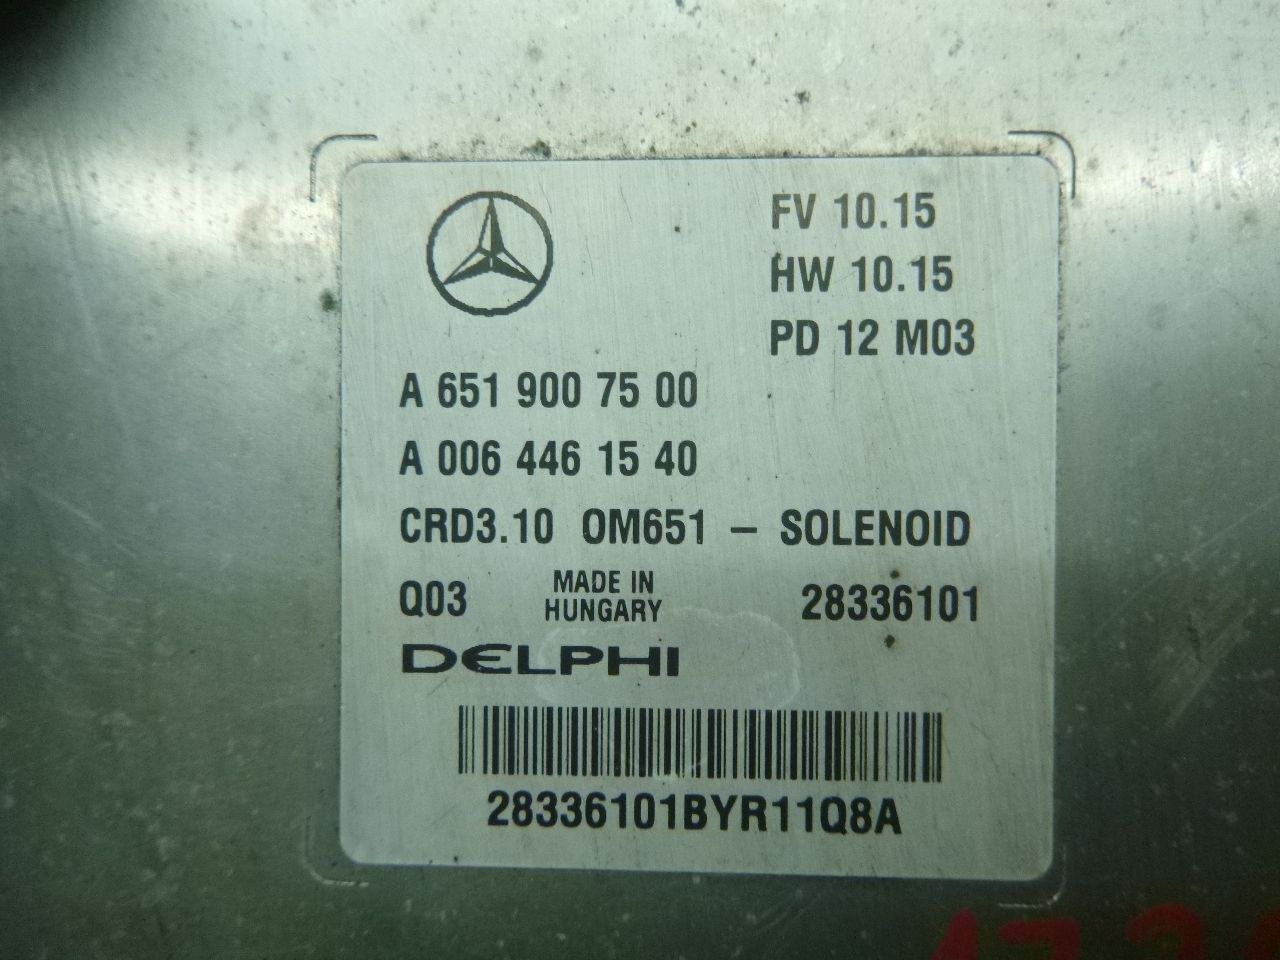 FV 10.15
HW 10.15
PD 12 M03
A 651 900 75 00
A 006 446 15 40
CRD3.10 OM651 – SOLENOID
Q03 MADE IN HUNGARY 28336101
DELPHI
28336101BYR11Q8A